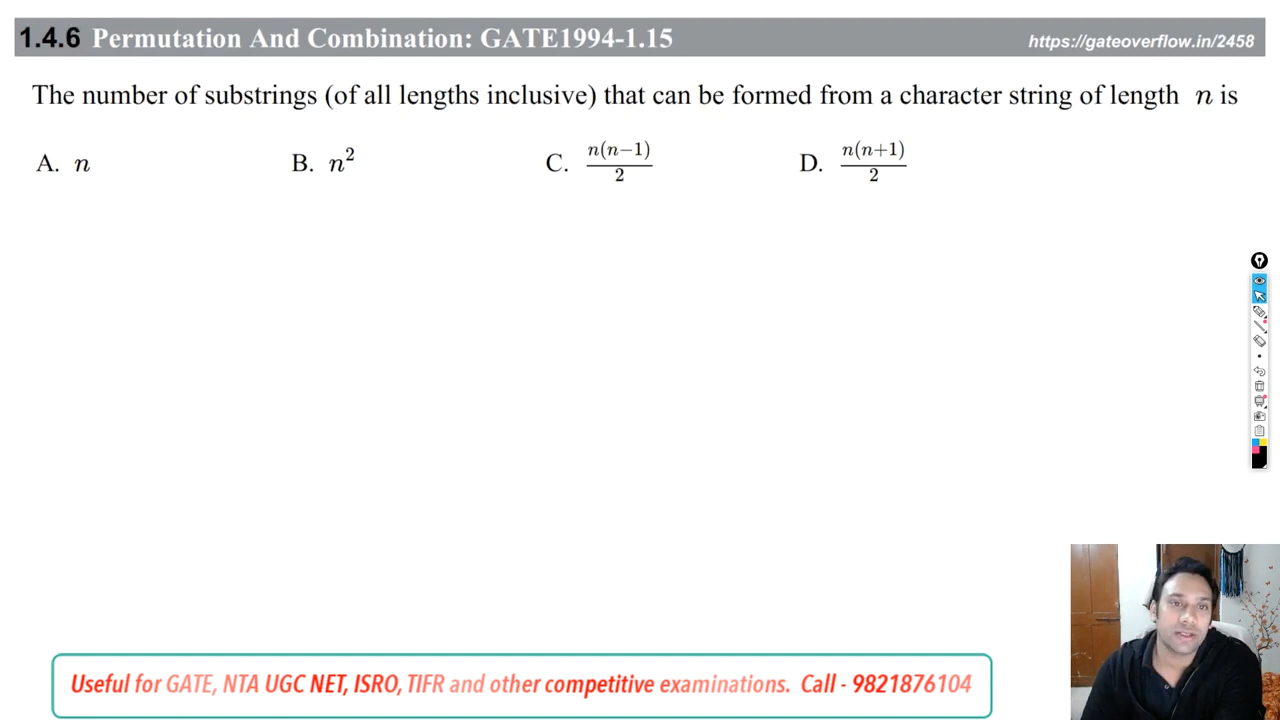 1.4.6 Permutation And Combination: GATE1994-1.15 https://gateoverflow.in/2458
The number of substrings (of all lengths inclusive) that can be formed from a character string of length n is
A. n B. n² C. n(n−1)/2 D. n(n+1)/2
Useful for GATE, NTA UGC NET, ISRO, TIFR and other competitive examinations. Call - 9821876104